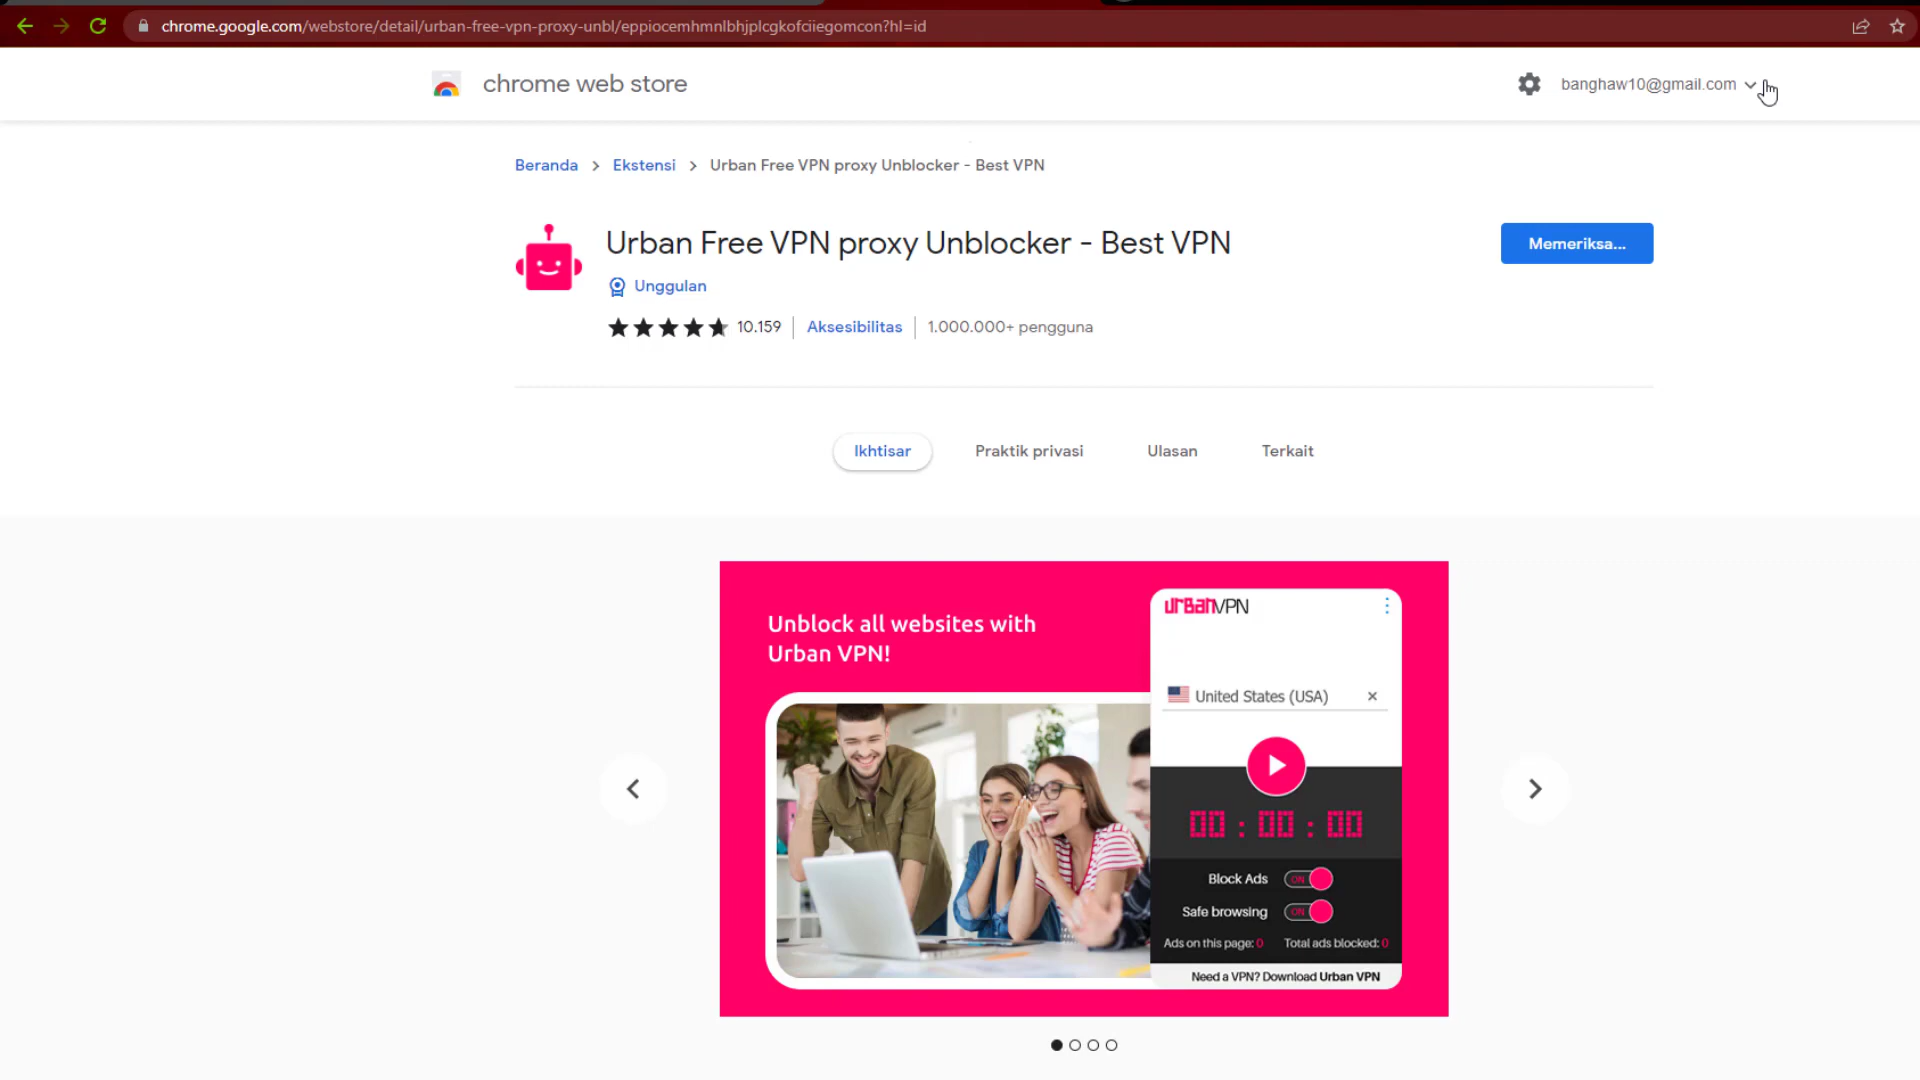 chrome.google.com/webstore/detail/urban-free-vpn-proxy-unbl/eppiocemhmnlbhjplcgkofciiegomcon?hl=id
chrome web store
banghaw10@gmail.com
Beranda > Ekstensi > Urban Free VPN proxy Unblocker - Best VPN
Urban Free VPN proxy Unblocker - Best VPN
Memeriksa...
Unggulan
10.159 | Aksesibilitas | 1.000.000+ pengguna
Ikhtisar Praktik privasi Ulasan Terkait
Unblock all websites with
Urban VPN!
urbanVPN
United States (USA) ×
00 : 00 : 00
Block Ads ON
Safe browsing ON
Ads on this page: 0 Total ads blocked: 0
Need a VPN? Download Urban VPN